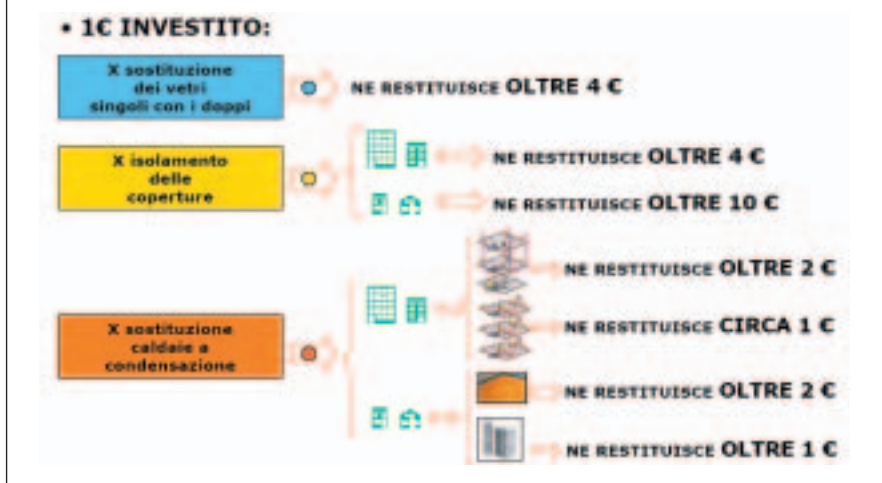 • 1€ INVESTITO:
X sostituzione
dei vetri
singoli con i doppi
NE RESTITUISCE OLTRE 4 €
X isolamento
delle
coperture
NE RESTITUISCE OLTRE 4 €
NE RESTITUISCE OLTRE 10 €
X sostituzione
caldaie a
condensazione
NE RESTITUISCE OLTRE 2 €
NE RESTITUISCE CIRCA 1 €
NE RESTITUISCE OLTRE 2 €
NE RESTITUISCE OLTRE 1 €